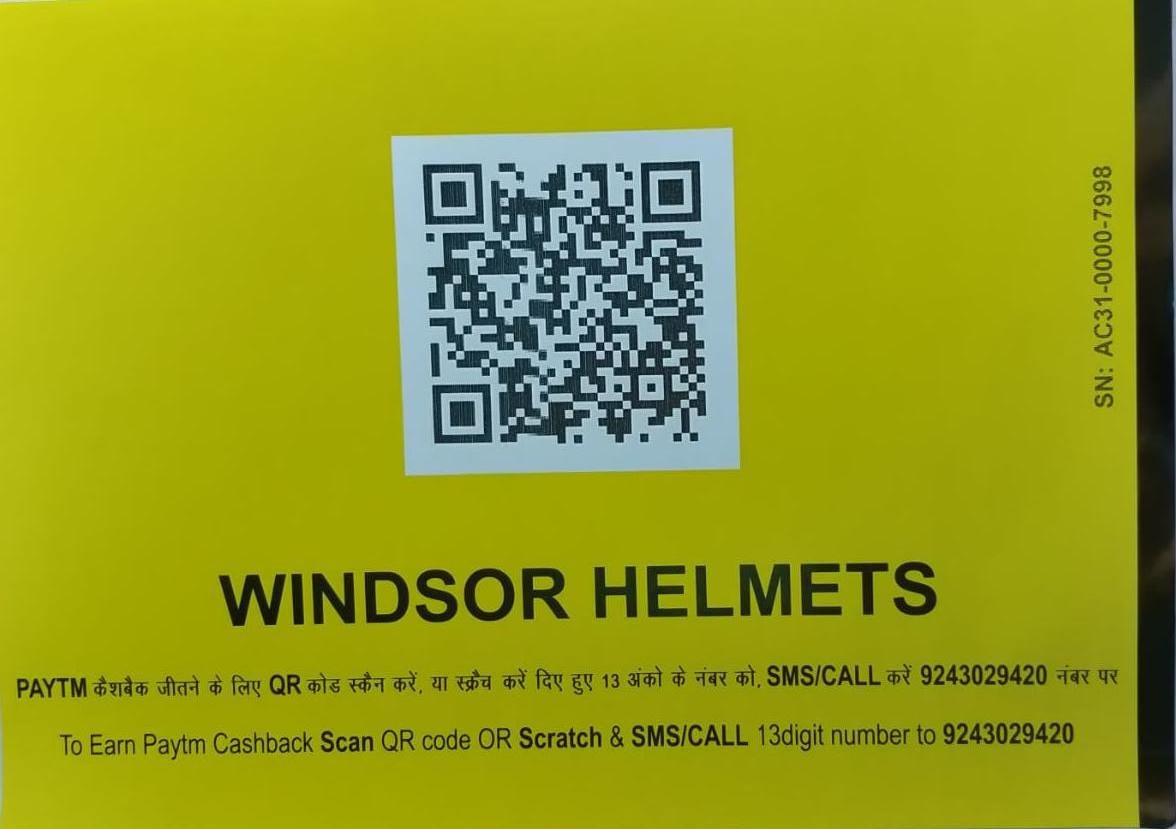 SN: AC31-0000-7998
WINDSOR HELMETS
PAYTM कैशबैक जीतने के लिए QR कोड स्कैन करें, या स्क्रैच करें दिए हुए 13 अंको के नंबर को, SMS/CALL करें 9243029420 नंबर पर
To Earn Paytm Cashback Scan QR code OR Scratch & SMS/CALL 13digit number to 9243029420